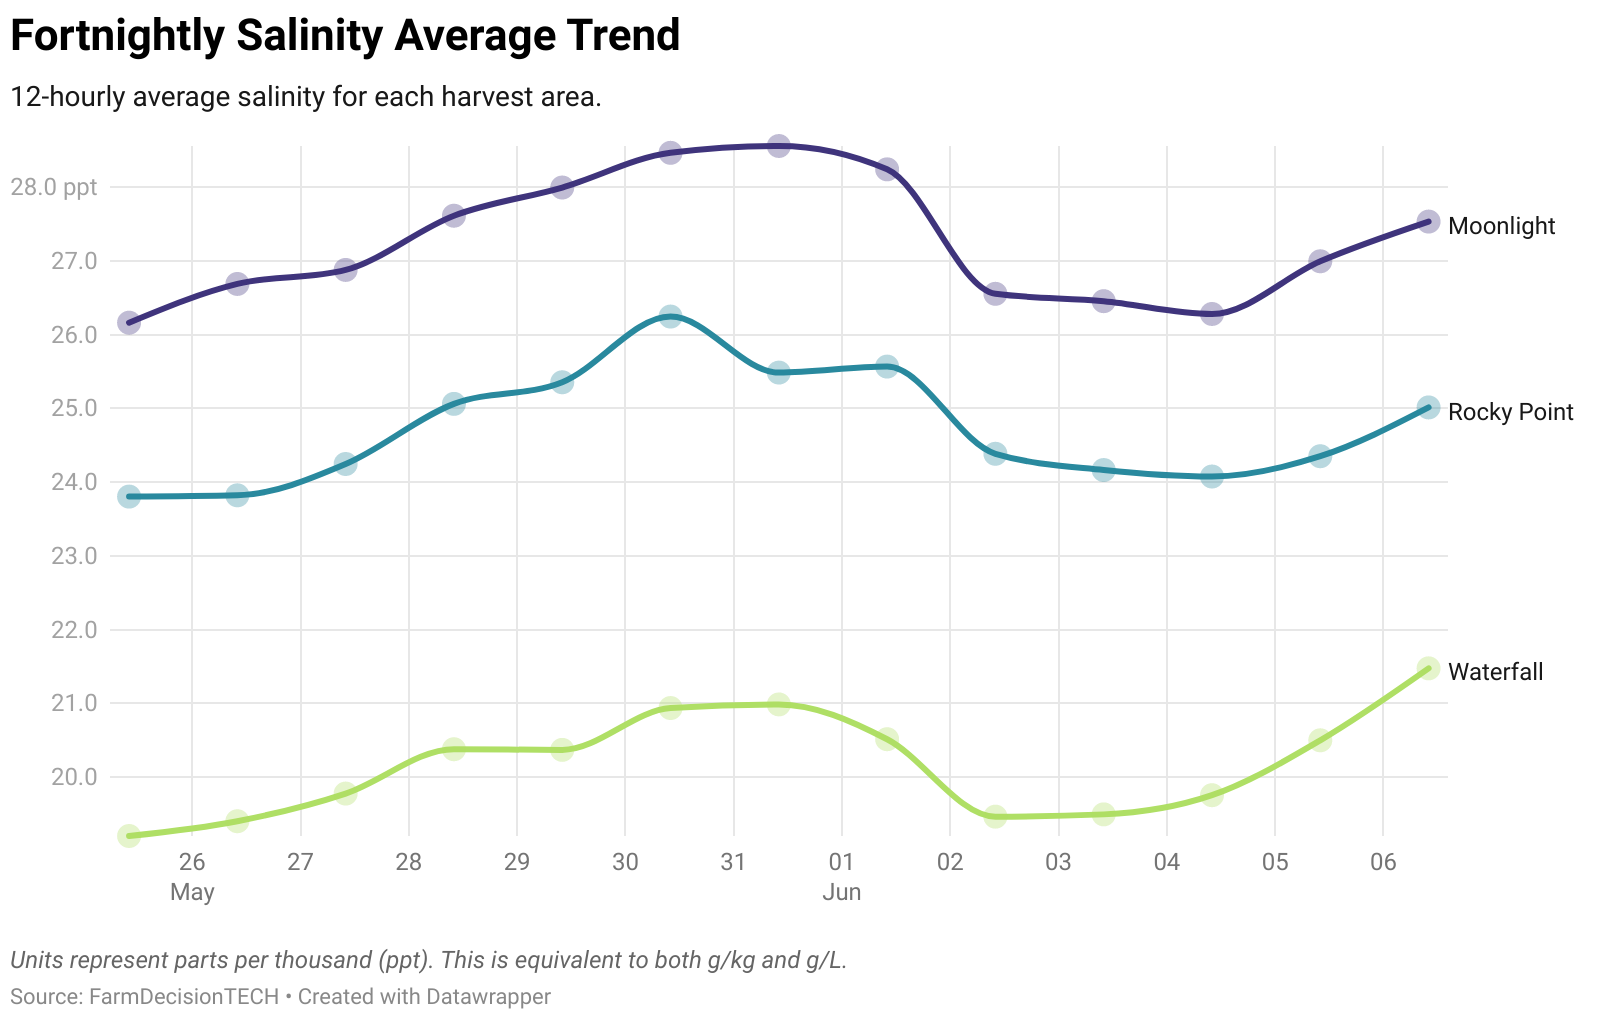 Fortnightly Salinity Average Trend
12-hourly average salinity for each harvest area.
28.0 ppt
27.0
26.0
25.0
24.0
23.0
22.0
21.0
20.0
Moonlight
Rocky Point
Waterfall
26 27 28 29 30 31 01 02 03 04 05 06
May Jun
Units represent parts per thousand (ppt). This is equivalent to both g/kg and g/L.
Source: FarmDecisionTECH • Created with Datawrapper